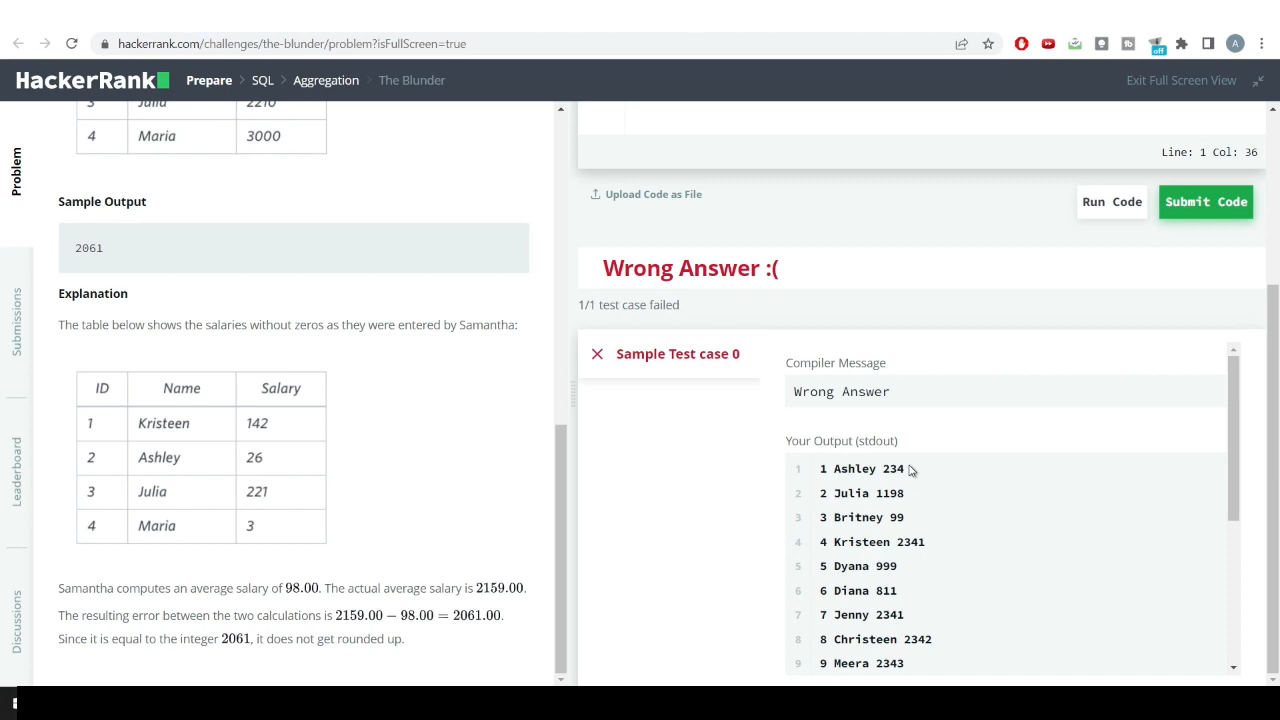 hackerrank.com/challenges/the-blunder/problem?isFullScreen=true
off
A
HackerRank
Prepare > SQL > Aggregation > The Blunder
Exit Full Screen View
Problem
Submissions
Leaderboard
Discussions
3 Julia 2210
4 Maria 3000
Sample Output
2061
Explanation
The table below shows the salaries without zeros as they were entered by Samantha:
ID Name Salary
1 Kristeen 142
2 Ashley 26
3 Julia 221
4 Maria 3
Samantha computes an average salary of 98.00. The actual average salary is 2159.00.
The resulting error between the two calculations is 2159.00 − 98.00 = 2061.00.
Since it is equal to the integer 2061, it does not get rounded up.
Line: 1 Col: 36
Upload Code as File
Run Code
Submit Code
Wrong Answer :(
1/1 test case failed
Sample Test case 0
Compiler Message
Wrong Answer
Your Output (stdout)
1 1 Ashley 234
2 2 Julia 1198
3 3 Britney 99
4 4 Kristeen 2341
5 5 Dyana 999
6 6 Diana 811
7 7 Jenny 2341
8 8 Christeen 2342
9 9 Meera 2343